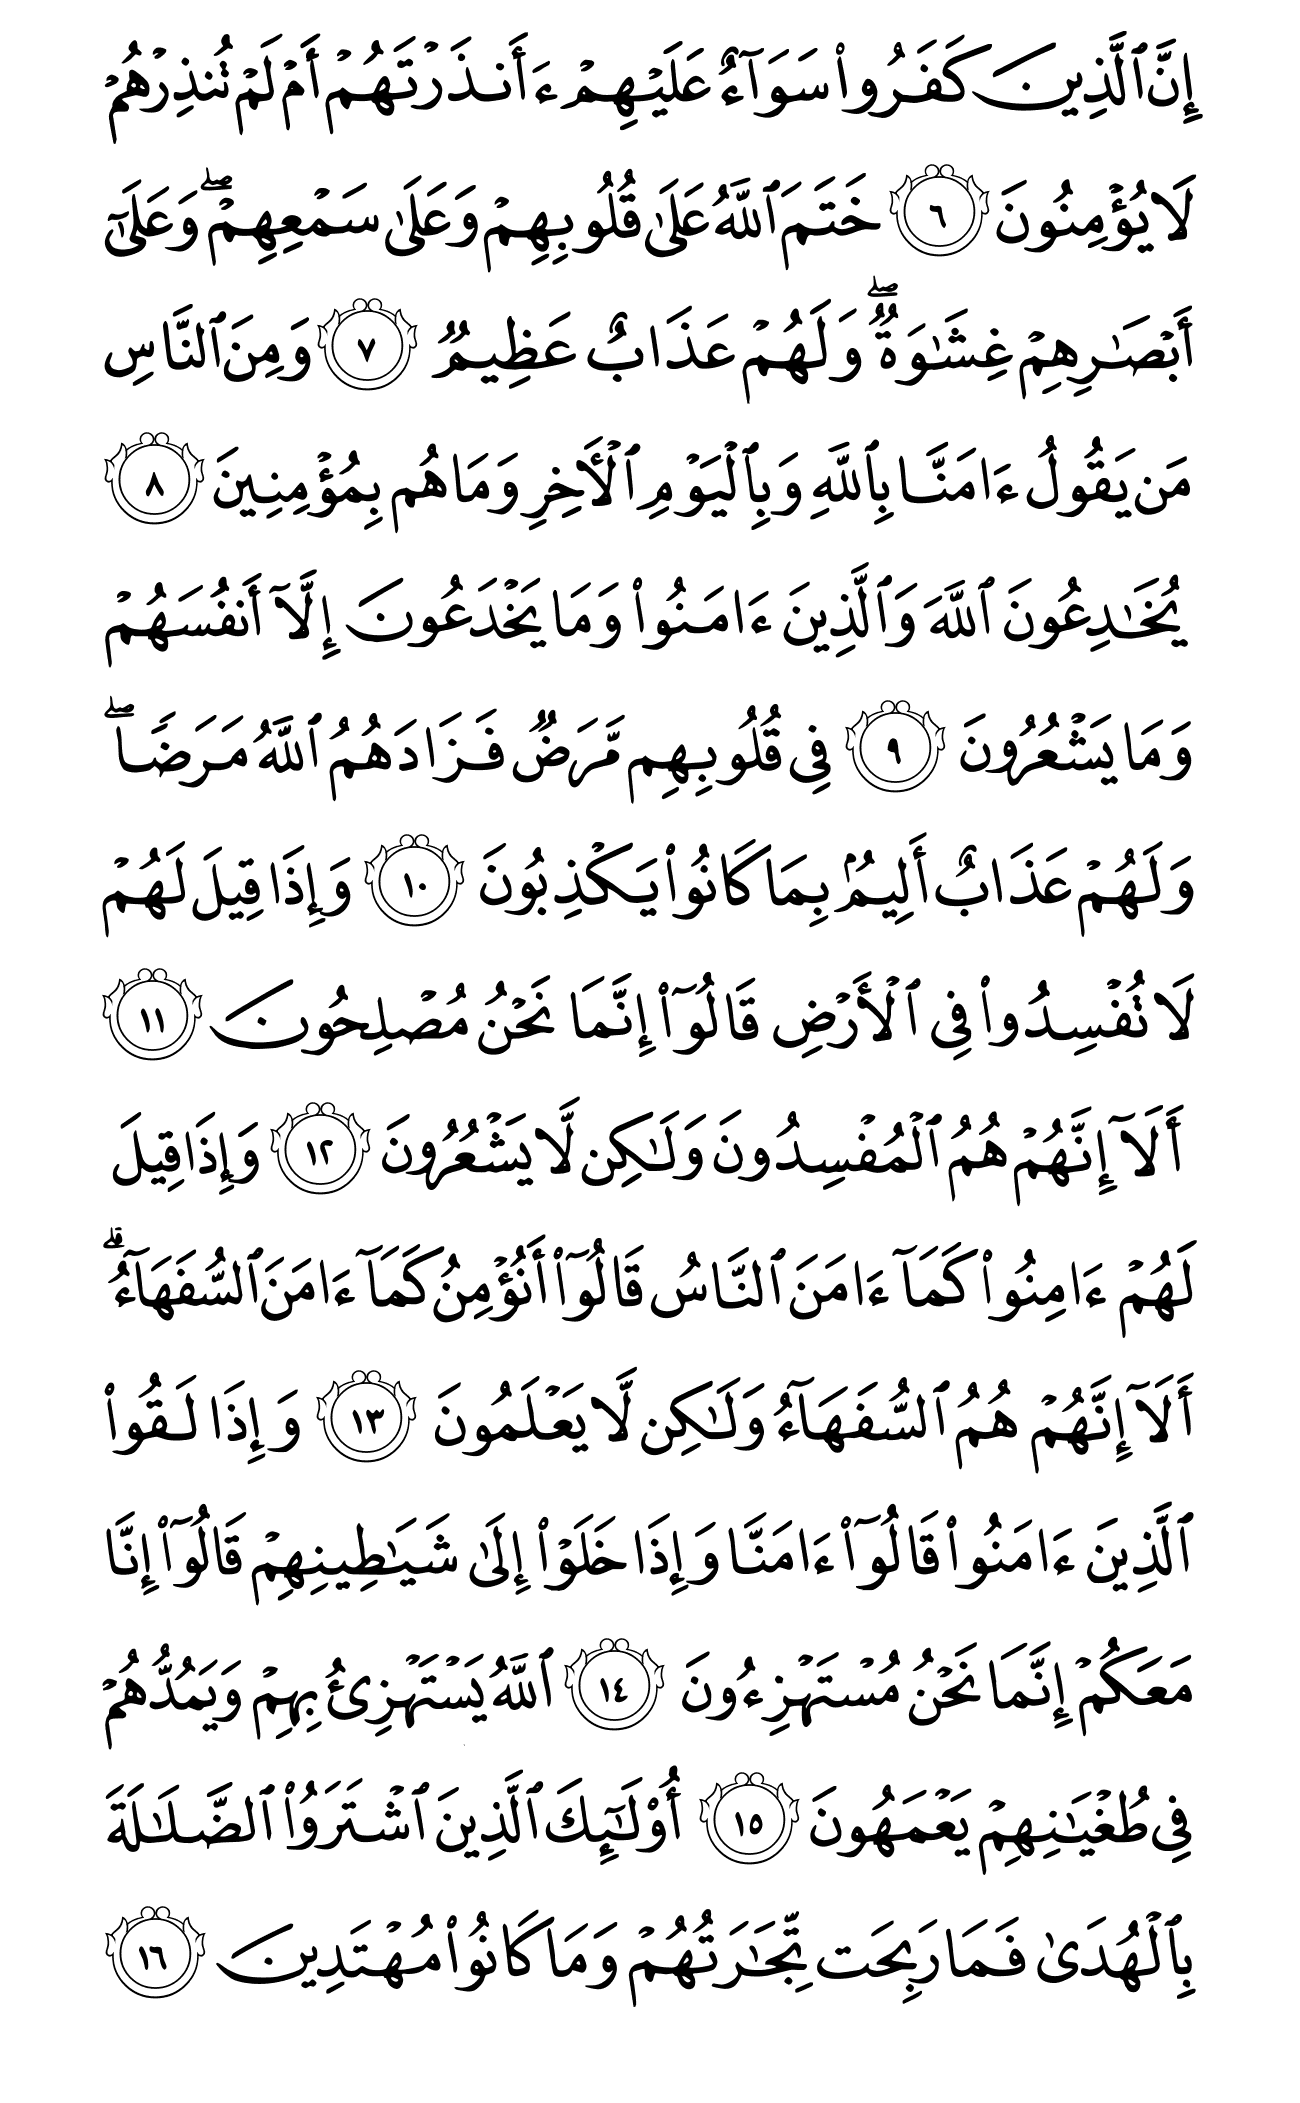 إِنَّ ٱلَّذِينَ كَفَرُوا۟ سَوَآءٌ عَلَيْهِمْ ءَأَنذَرْتَهُمْ أَمْ لَمْ تُنذِرْهُمْ
لَا يُؤْمِنُونَ ٦ خَتَمَ ٱللَّهُ عَلَىٰ قُلُوبِهِمْ وَعَلَىٰ سَمْعِهِمْ ۖ وَعَلَىٰٓ
أَبْصَـٰرِهِمْ غِشَـٰوَةٌ ۖ وَلَهُمْ عَذَابٌ عَظِيمٌ ٧ وَمِنَ ٱلنَّاسِ
مَن يَقُولُ ءَامَنَّا بِٱللَّهِ وَبِٱلْيَوْمِ ٱلْـَٔاخِرِ وَمَا هُم بِمُؤْمِنِينَ ٨
يُخَـٰدِعُونَ ٱللَّهَ وَٱلَّذِينَ ءَامَنُوا۟ وَمَا يَخْدَعُونَ إِلَّآ أَنفُسَهُمْ
وَمَا يَشْعُرُونَ ٩ فِى قُلُوبِهِم مَّرَضٌ فَزَادَهُمُ ٱللَّهُ مَرَضًا ۖ
وَلَهُمْ عَذَابٌ أَلِيمٌۢ بِمَا كَانُوا۟ يَكْذِبُونَ ١٠ وَإِذَا قِيلَ لَهُمْ
لَا تُفْسِدُوا۟ فِى ٱلْأَرْضِ قَالُوٓا۟ إِنَّمَا نَحْنُ مُصْلِحُونَ ١١
أَلَآ إِنَّهُمْ هُمُ ٱلْمُفْسِدُونَ وَلَـٰكِن لَّا يَشْعُرُونَ ١٢ وَإِذَا قِيلَ
لَهُمْ ءَامِنُوا۟ كَمَآ ءَامَنَ ٱلنَّاسُ قَالُوٓا۟ أَنُؤْمِنُ كَمَآ ءَامَنَ ٱلسُّفَهَآءُ ۗ
أَلَآ إِنَّهُمْ هُمُ ٱلسُّفَهَآءُ وَلَـٰكِن لَّا يَعْلَمُونَ ١٣ وَإِذَا لَقُوا۟
ٱلَّذِينَ ءَامَنُوا۟ قَالُوٓا۟ ءَامَنَّا وَإِذَا خَلَوْا۟ إِلَىٰ شَيَـٰطِينِهِمْ قَالُوٓا۟ إِنَّا
مَعَكُمْ إِنَّمَا نَحْنُ مُسْتَهْزِءُونَ ١٤ ٱللَّهُ يَسْتَهْزِئُ بِهِمْ وَيَمُدُّهُمْ
فِى طُغْيَـٰنِهِمْ يَعْمَهُونَ ١٥ أُو۟لَـٰٓئِكَ ٱلَّذِينَ ٱشْتَرَوُا۟ ٱلضَّلَـٰلَةَ
بِٱلْهُدَىٰ فَمَا رَبِحَت تِّجَـٰرَتُهُمْ وَمَا كَانُوا۟ مُهْتَدِينَ ١٦